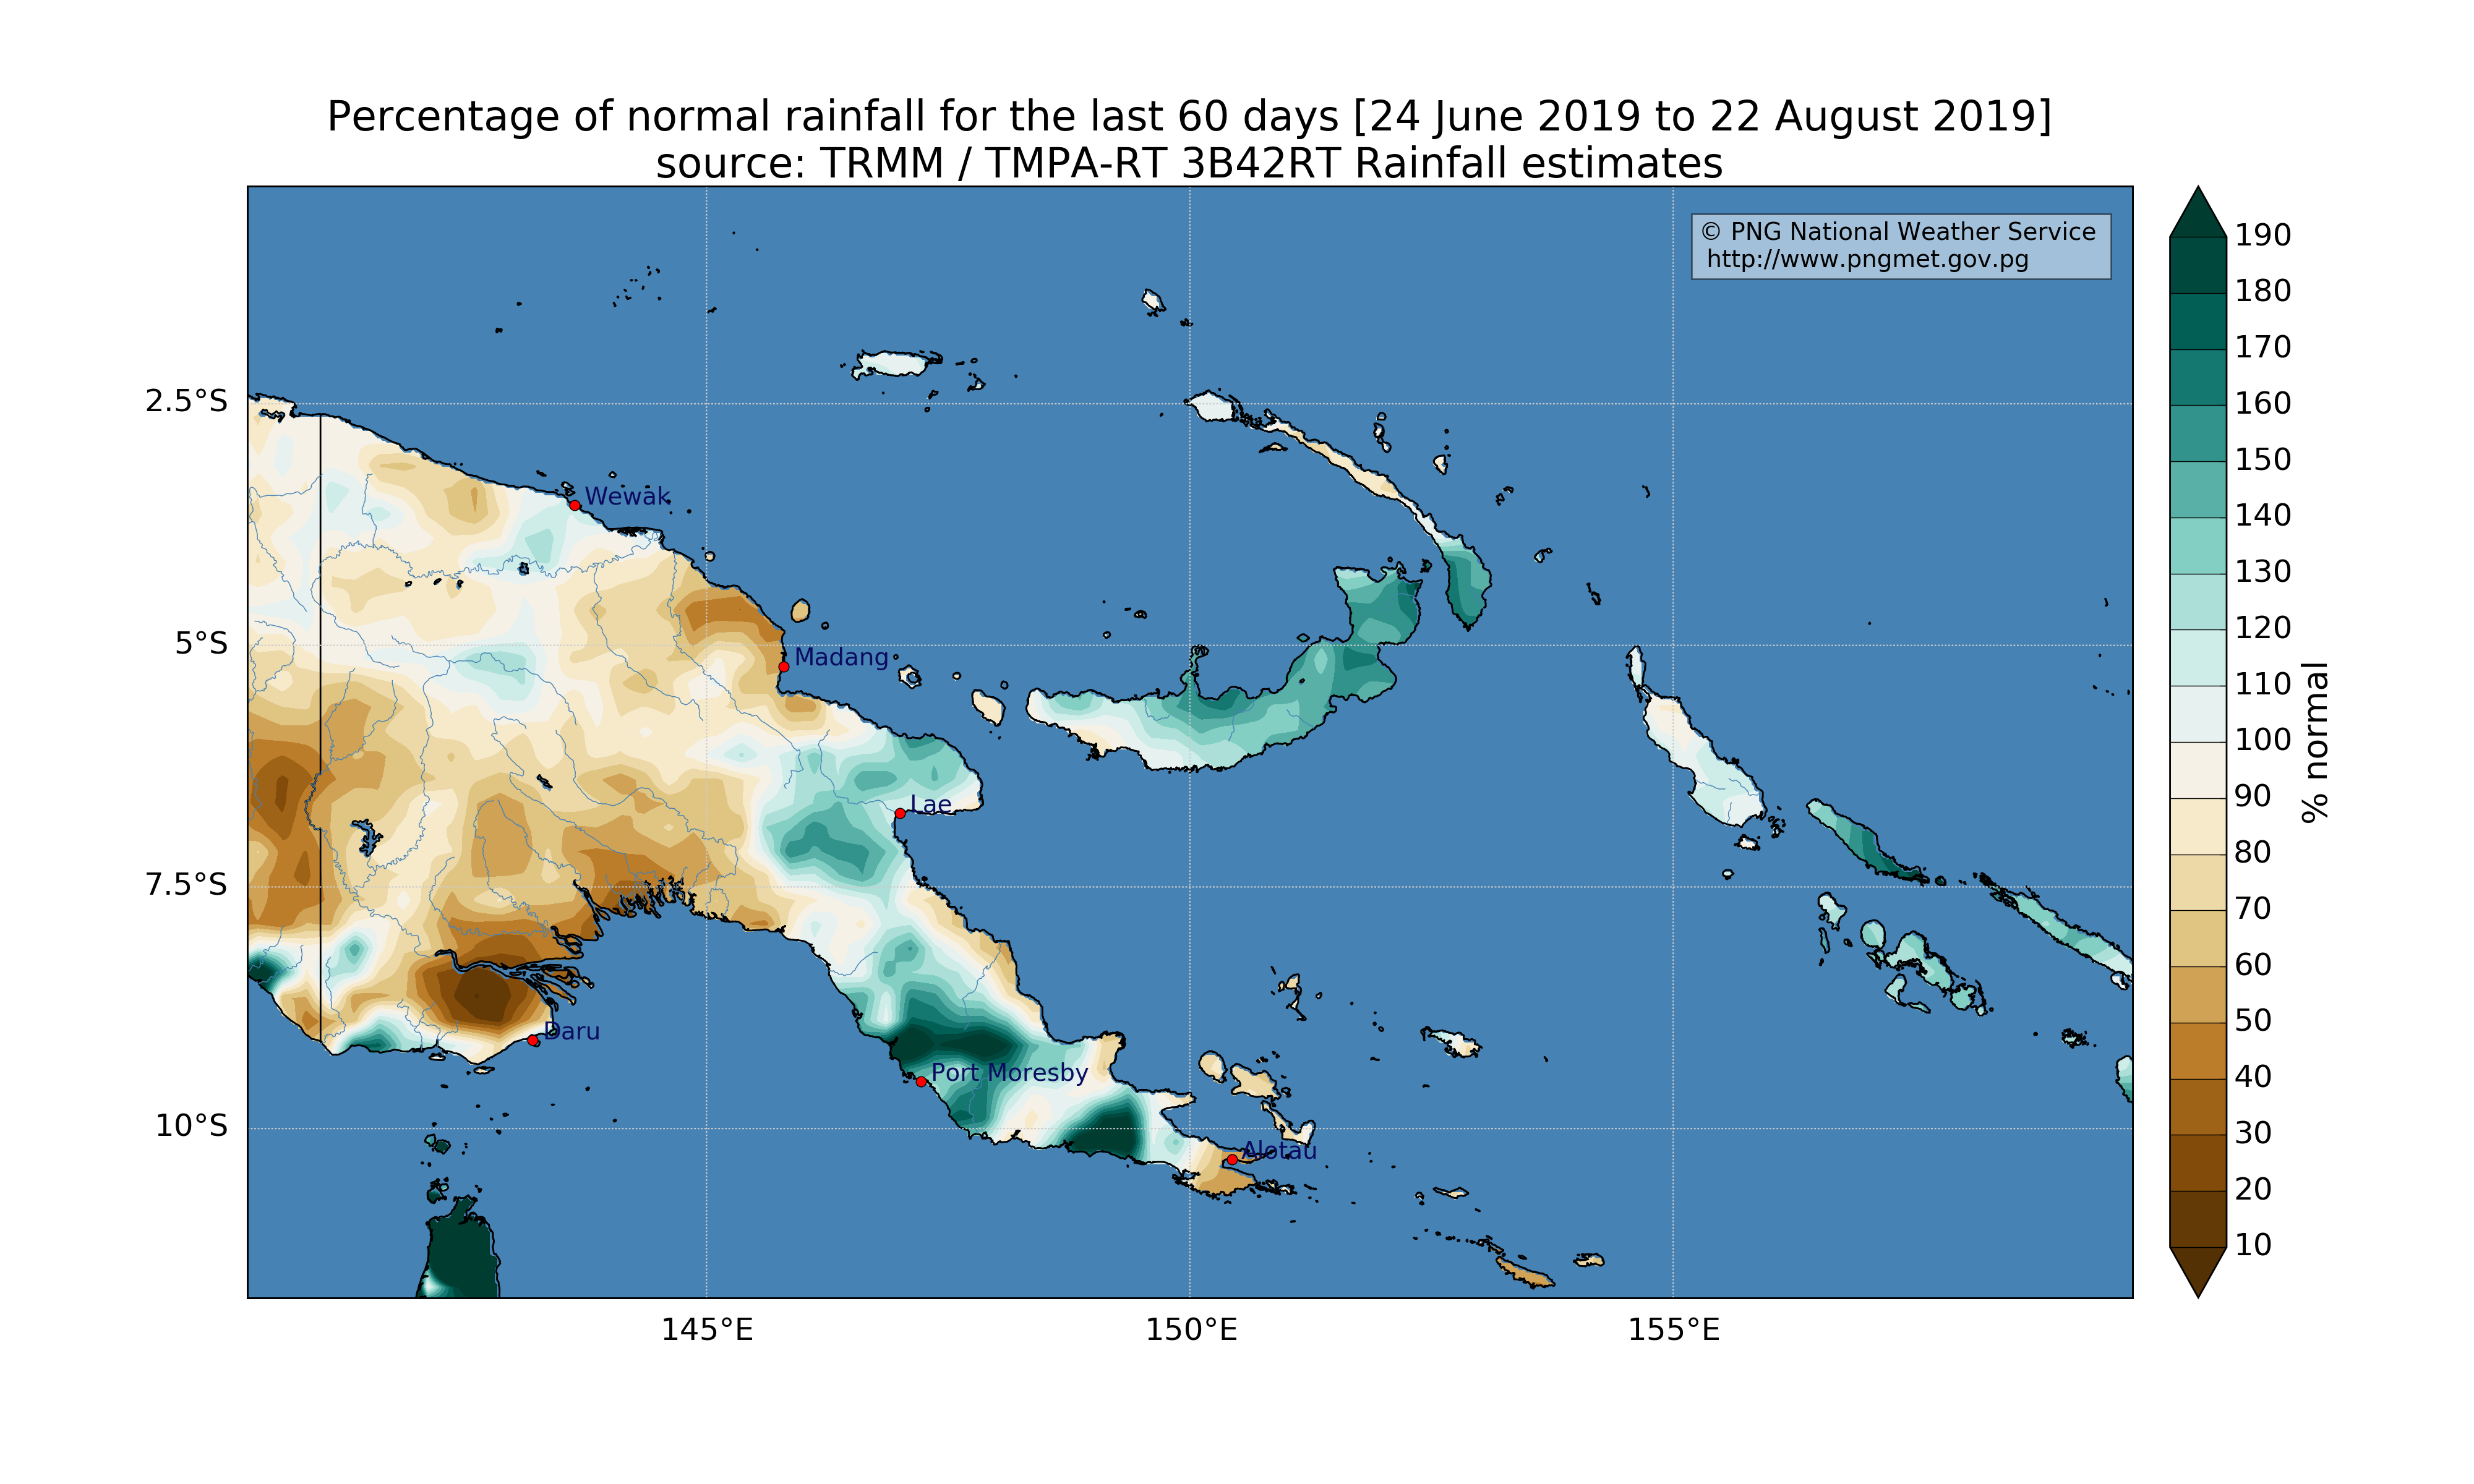 Percentage of normal rainfall for the last 60 days [24 June 2019 to 22 August 2019]
source: TRMM / TMPA-RT 3B42RT Rainfall estimates
© PNG National Weather Service
http://www.pngmet.gov.pg
2.5°S
5°S
7.5°S
10°S
145°E
150°E
155°E
Wewak
Madang
Lae
Daru
Port Moresby
Alotau
190
180
170
160
150
140
130
120
110
100
90
80
70
60
50
40
30
20
10
% normal